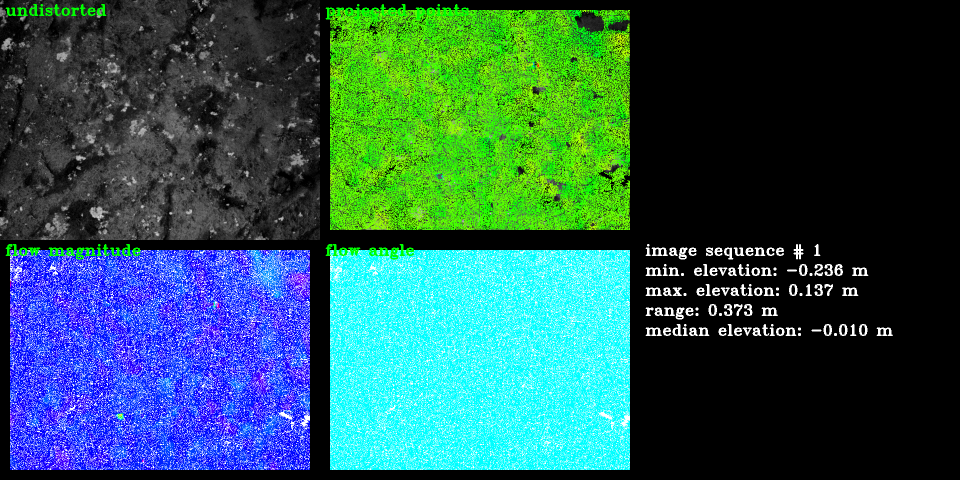 undistorted
projected points
flow magnitude
flow angle
image sequence # 1
min. elevation: −0.236 m
max. elevation: 0.137 m
range: 0.373 m
median elevation: −0.010 m